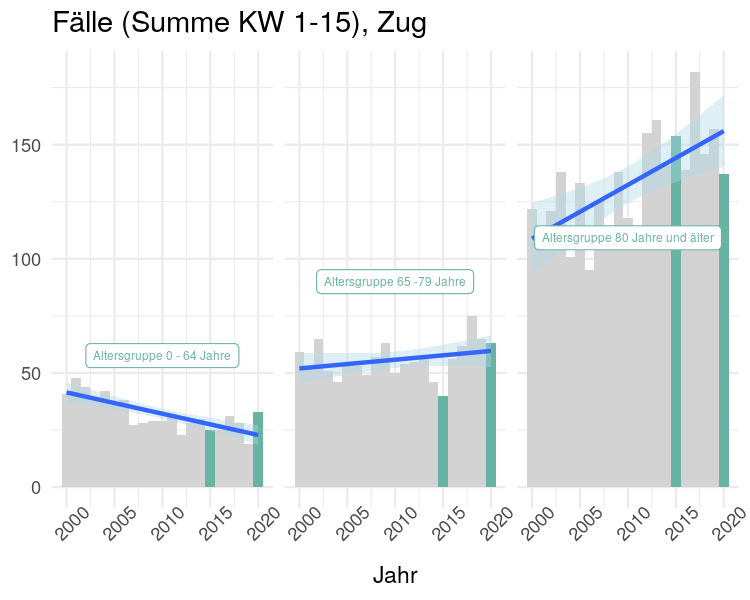 Fälle (Summe KW 1-15), Zug
150
100
50
0
Altersgruppe 0 - 64 Jahre
Altersgruppe 65 -79 Jahre
Altersgruppe 80 Jahre und älter
2000 2005 2010 2015 2020
2000 2005 2010 2015 2020
2000 2005 2010 2015 2020
Jahr